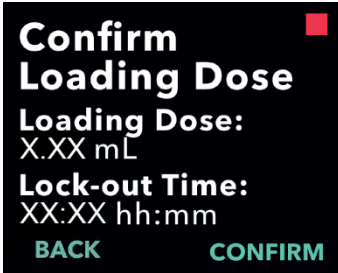 Confirm
Loading Dose
Loading Dose:
X.XX mL
Lock-out Time:
XX:XX hh:mm
BACK CONFIRM